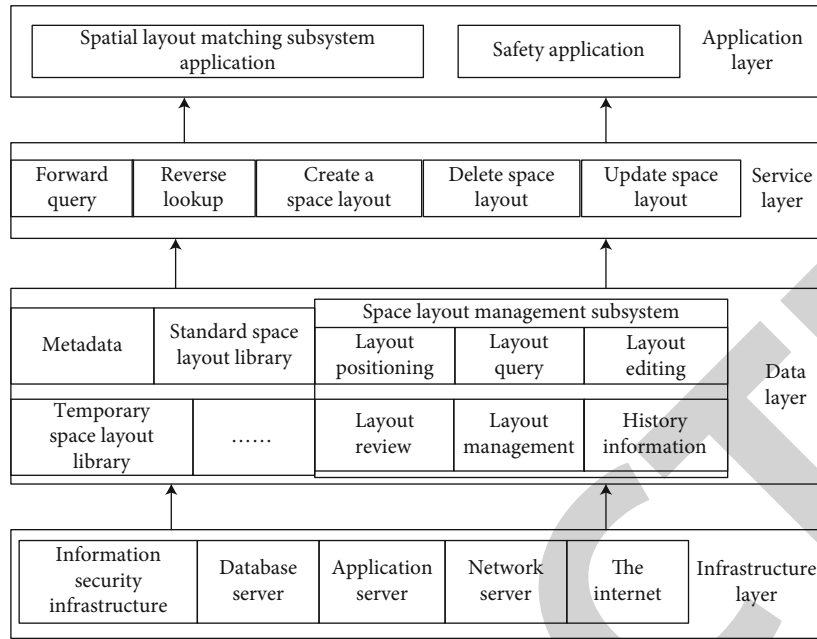 Spatial layout matching subsystem
application
Safety application
Application
layer
Forward
query
Reverse
lookup
Create a
space layout
Delete space
layout
Update space
layout
Service
layer
Space layout management subsystem
Metadata
Standard space
layout library
Layout
positioning
Layout
query
Layout
editing
Data
layer
Temporary
space layout
library
......
Layout
review
Layout
management
History
information
Information
security
infrastructure
Database
server
Application
server
Network
server
The
internet
Infrastructure
layer